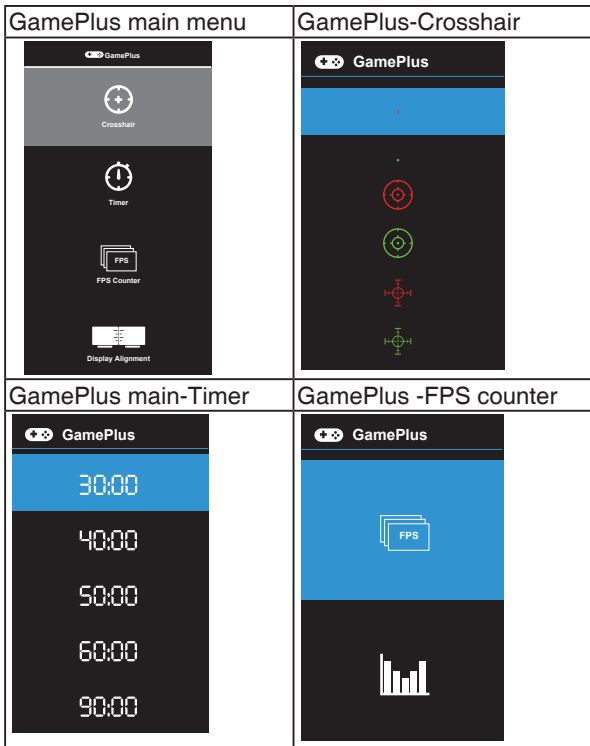 GamePlus main menu
GamePlus-Crosshair
GamePlus
Crosshair
Timer
FPS
FPS Counter
Display Alignment
GamePlus
GamePlus main-Timer
GamePlus -FPS counter
GamePlus
30:00
40:00
50:00
60:00
90:00
GamePlus
FPS